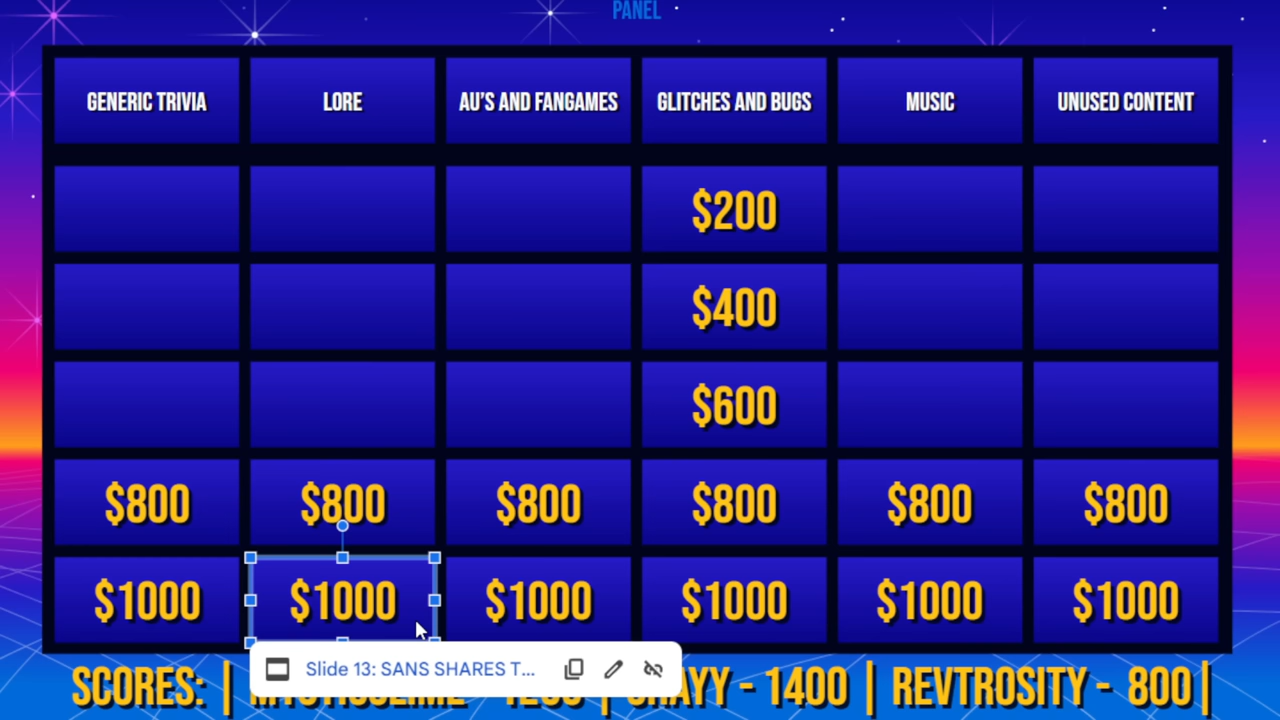 PANEL
GENERIC TRIVIA LORE AU'S AND FANGAMES GLITCHES AND BUGS MUSIC UNUSED CONTENT
$200
$400
$600
$800 $800 $800 $800 $800 $800
$1000 $1000 $1000 $1000 $1000 $1000
Slide 13: SANS SHARES T...
SCORES: | - 1400 | REVTROSITY - 800 |